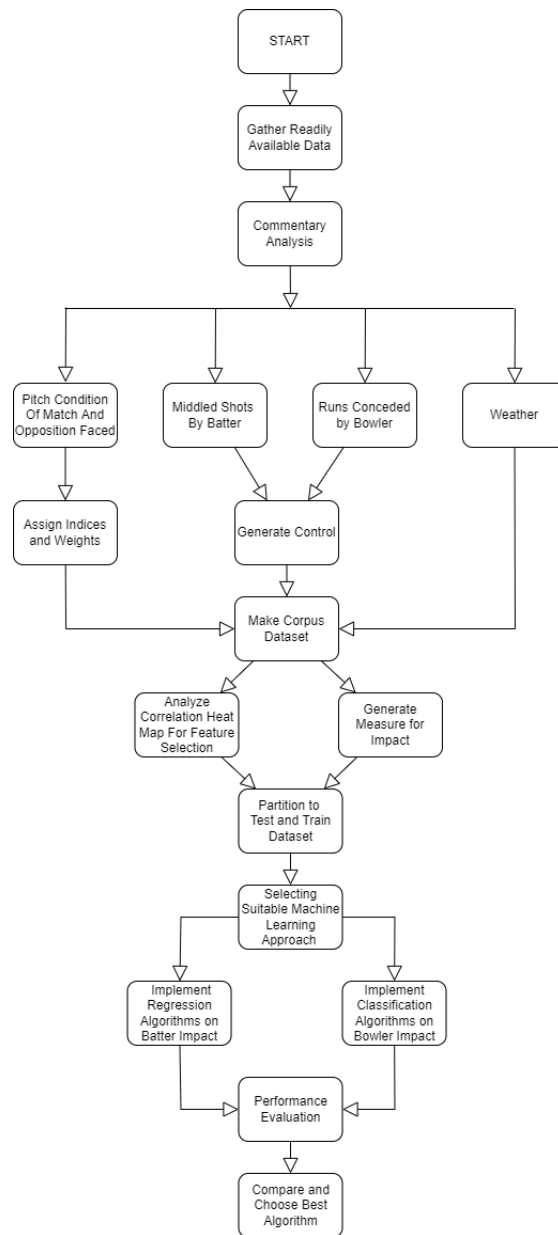 START
Gather Readily
Available Data
Commentary
Analysis
Pitch Condition
Of Match And
Opposition Faced
Middled Shots
By Batter
Runs Conceded
by Bowler
Weather
Assign Indices
and Weights
Generate Control
Make Corpus
Dataset
Analyze
Correlation Heat
Map For Feature
Selection
Generate
Measure for
Impact
Partition to
Test and Train
Dataset
Selecting
Suitable Machine
Learning
Approach
Implement
Regression
Algorithms on
Batter Impact
Implement
Classification
Algorithms on
Bowler Impact
Performance
Evaluation
Compare and
Choose Best
Algorithm